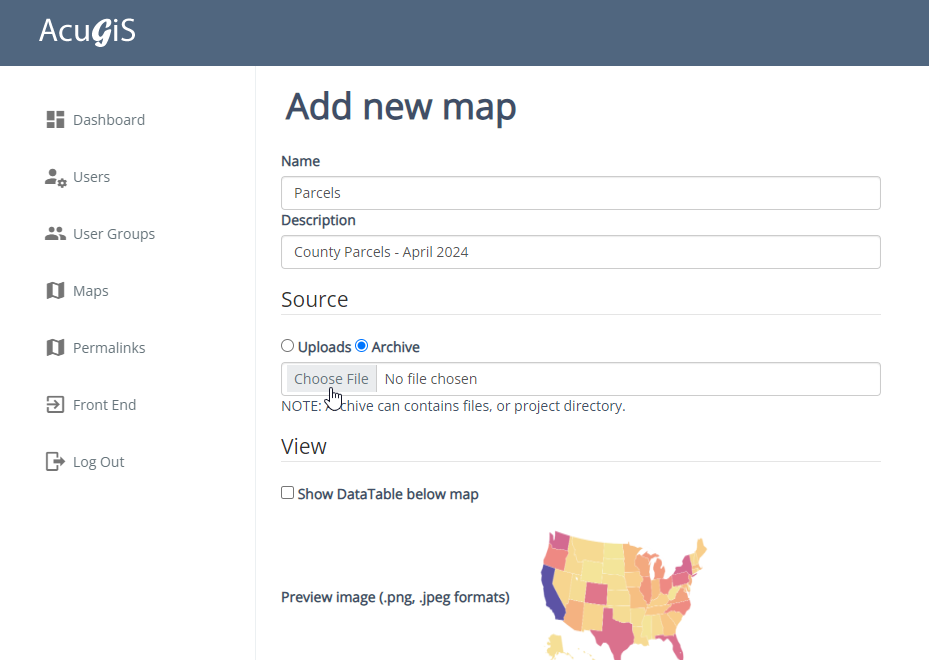 AcuGiS
Dashboard
Users
User Groups
Maps
Permalinks
Front End
Log Out
Add new map
Name
Parcels
Description
County Parcels - April 2024
Source
Uploads Archive
Choose File No file chosen
NOTE: chive can contains files, or project directory.
View
Show DataTable below map
Preview image (.png, .jpeg formats)